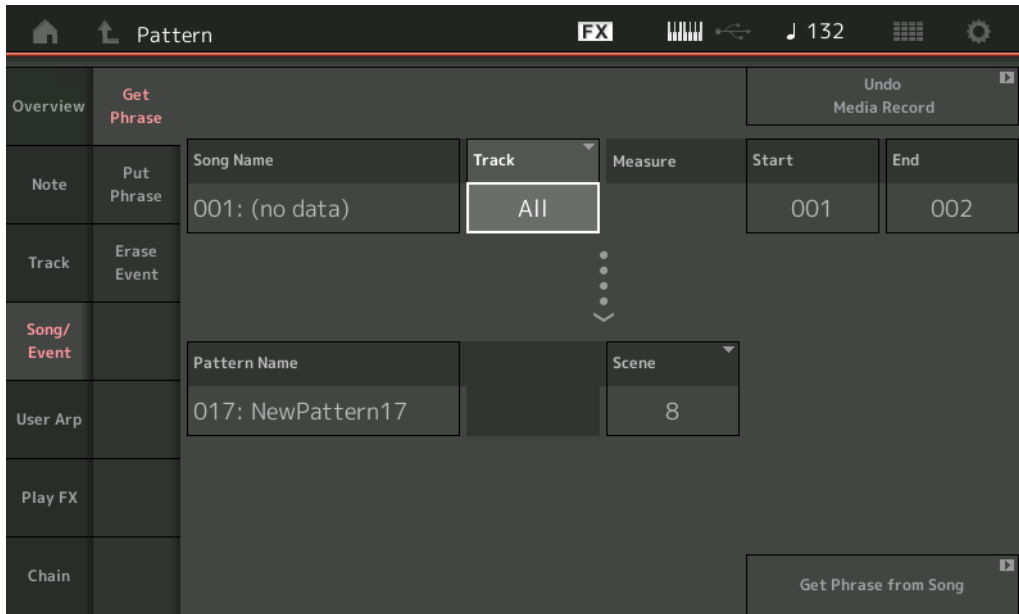 Pattern
FX
♩ 132
Overview
Note
Track
Song/
Event
User Arp
Play FX
Chain
Get
Phrase
Put
Phrase
Erase
Event
Undo
Media Record
Song Name
001: (no data)
Track
All
Measure
Start
001
End
002
Pattern Name
017: NewPattern17
Scene
8
Get Phrase from Song